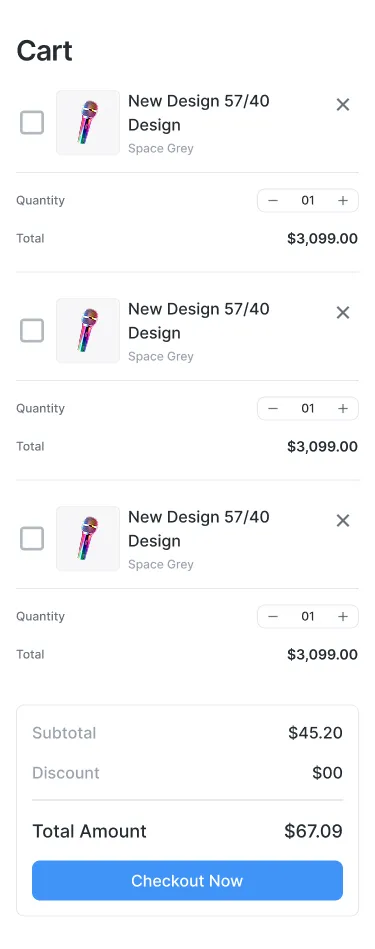 Cart
New Design 57/40
Design
Space Grey
Quantity 01
Total $3,099.00
New Design 57/40
Design
Space Grey
Quantity 01
Total $3,099.00
New Design 57/40
Design
Space Grey
Quantity 01
Total $3,099.00
Subtotal $45.20
Discount $00
Total Amount $67.09
Checkout Now